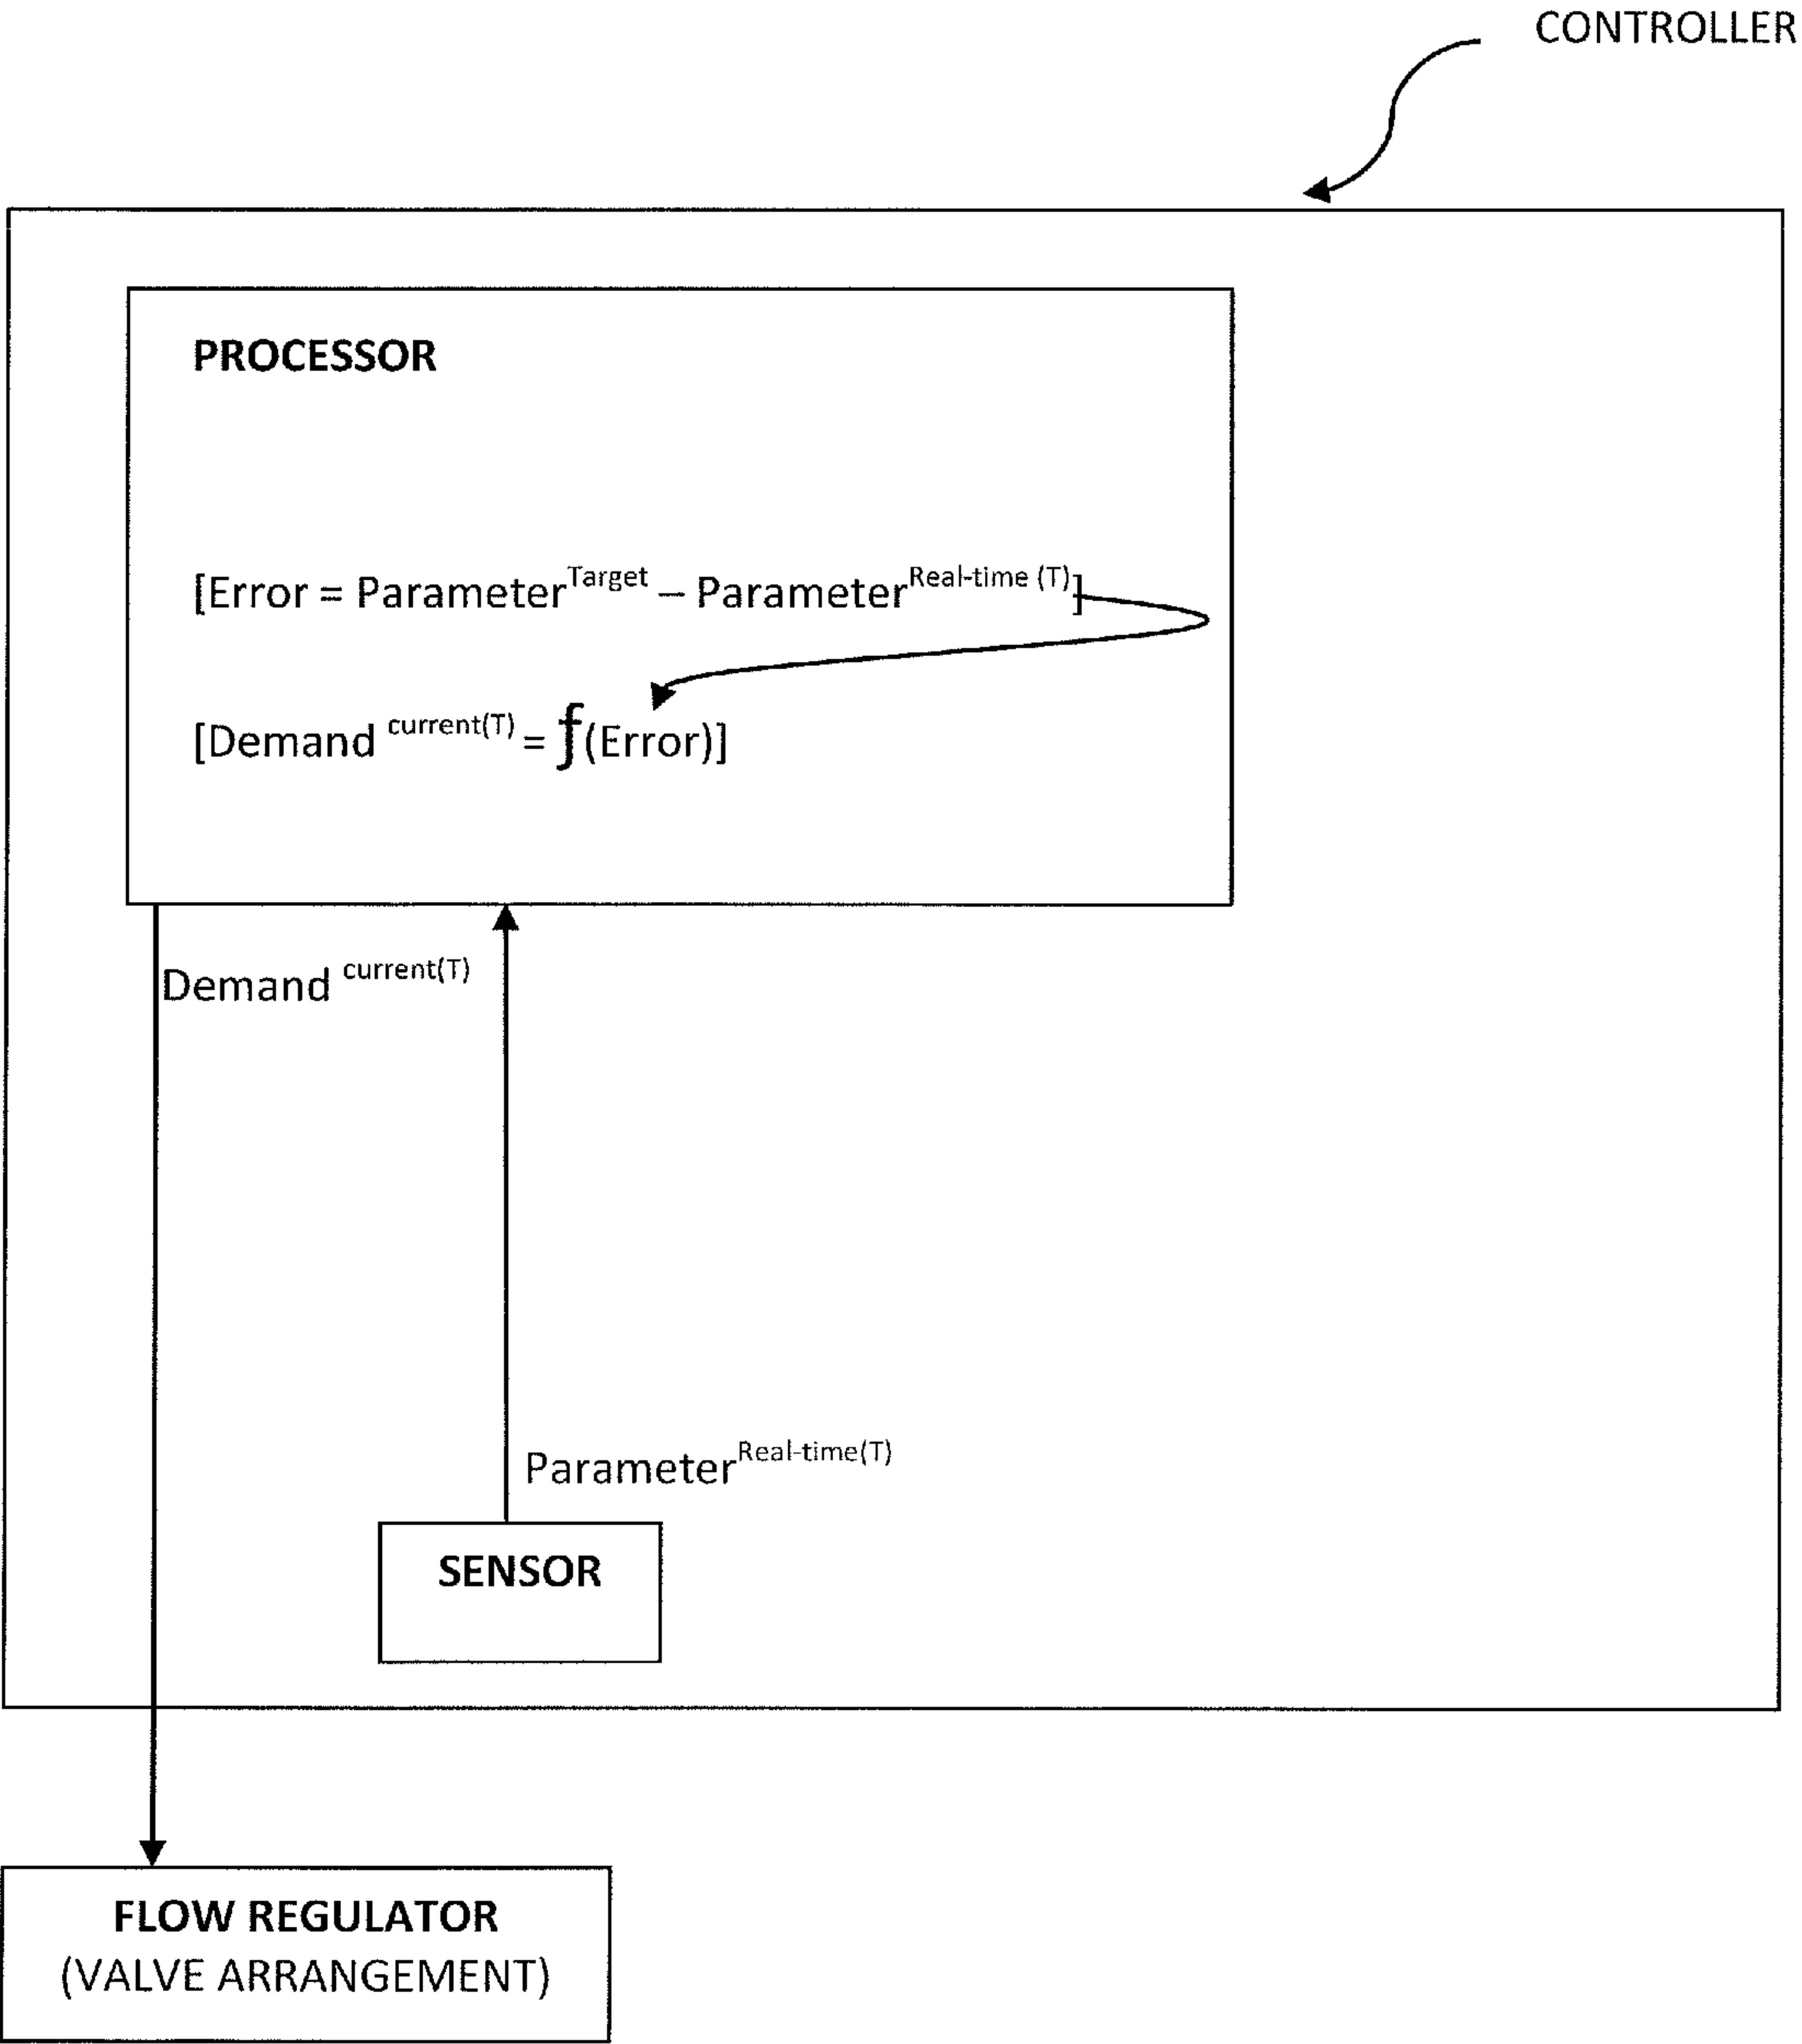 CONTROLLER
PROCESSOR
[Error = Parameter^Target – Parameter^Real-time (T)]
[Demand ^current(T) = ƒ(Error)]
Demand ^current(T)
Parameter^Real-time(T)
SENSOR
FLOW REGULATOR
(VALVE ARRANGEMENT)